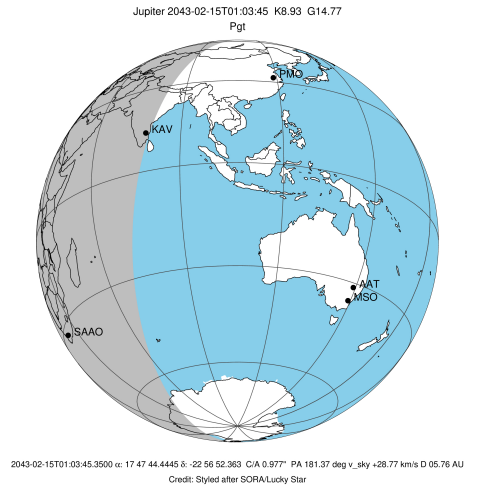 Jupiter 2043-02-15T01:03:45 K8.93 G14.77
Pgt
PMO
KAV
AAT
MSO
SAAO
2043-02-15T01:03:45.3500 α: 17 47 44.4445 δ: -22 56 52.363 C/A 0.977" PA 181.37 deg v_sky +28.77 km/s D 05.76 AU
Credit: Styled after SORA/Lucky Star